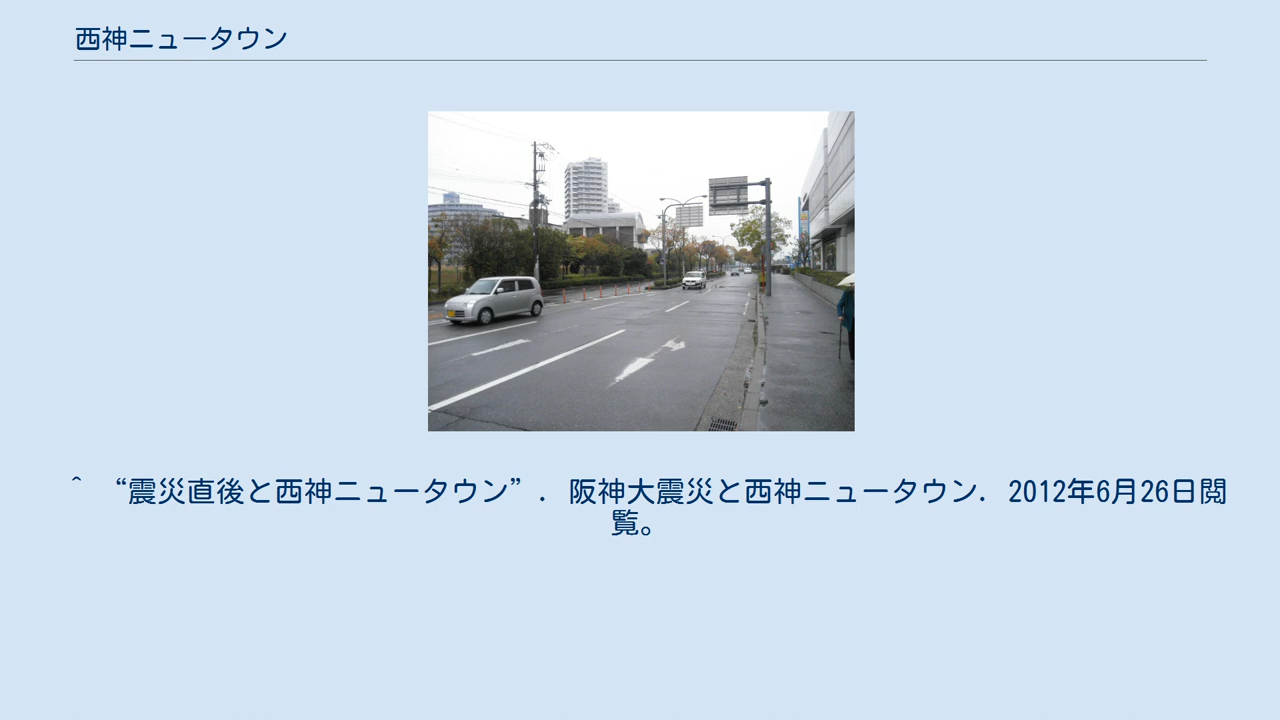 西神ニュータウン
^ “震災直後と西神ニュータウン”. 阪神大震災と西神ニュータウン. 2012年6月26日閲
覧。